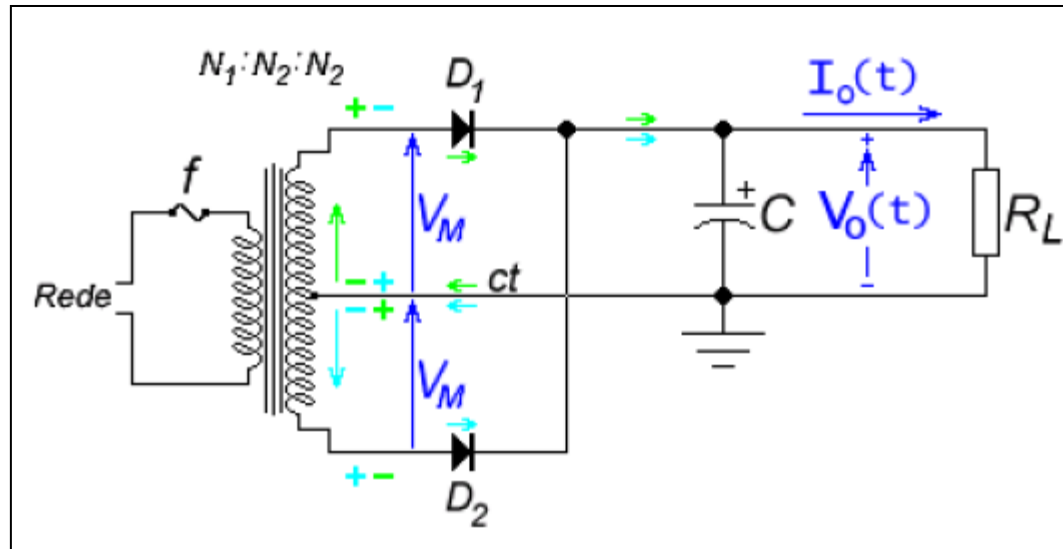 N1:N2:N2
D1
Io(t)
+ −
f
VM
+
C
+
Vo(t)
−
RL
Rede
− +
ct
− +
VM
+ −
D2